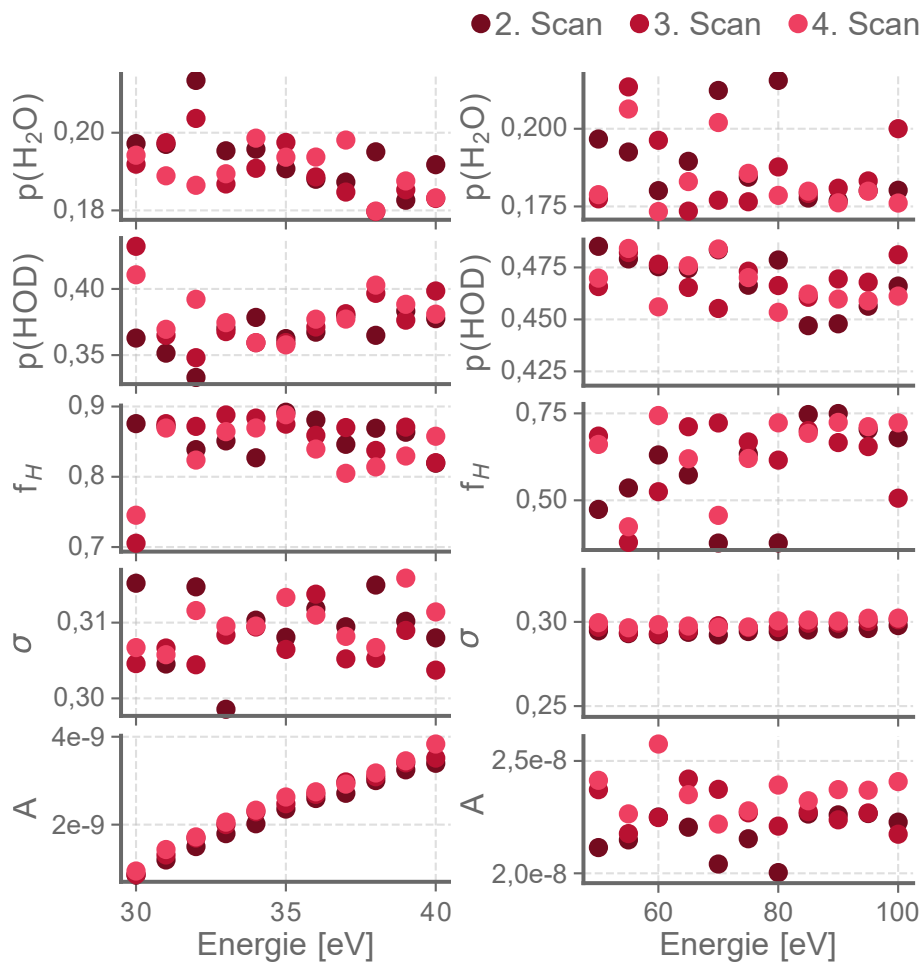 2. Scan 3. Scan 4. Scan
p(H₂O) 0,20 0,18
p(H₂O) 0,200 0,175
p(HOD) 0,40 0,35
p(HOD) 0,475 0,450 0,425
f_H 0,9 0,8 0,7
f_H 0,75 0,50
σ 0,31 0,30
σ 0,30 0,25
A 4e-9 2e-9
A 2,5e-8 2,0e-8
30 35 40
60 80 100
Energie [eV]
Energie [eV]